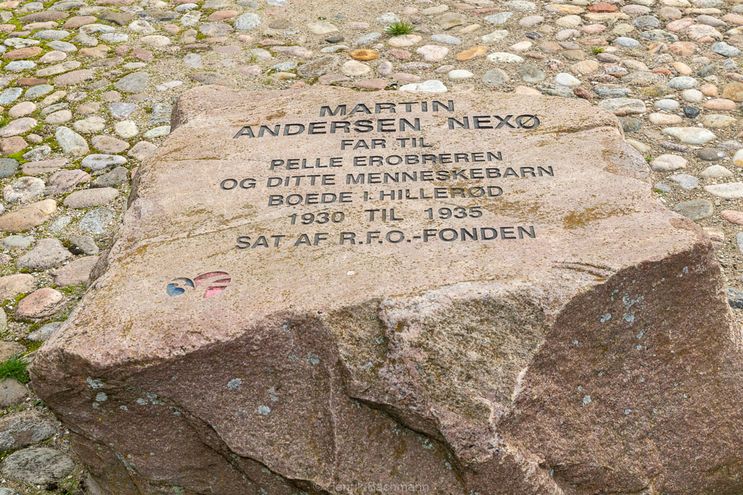 MARTIN
ANDERSEN NEXØ
FAR TIL
PELLE EROBREREN
OG DITTE MENNESKEBARN
BOEDE I HILLERØD
1930 TIL 1935
SAT AF R.F.O.-FONDEN